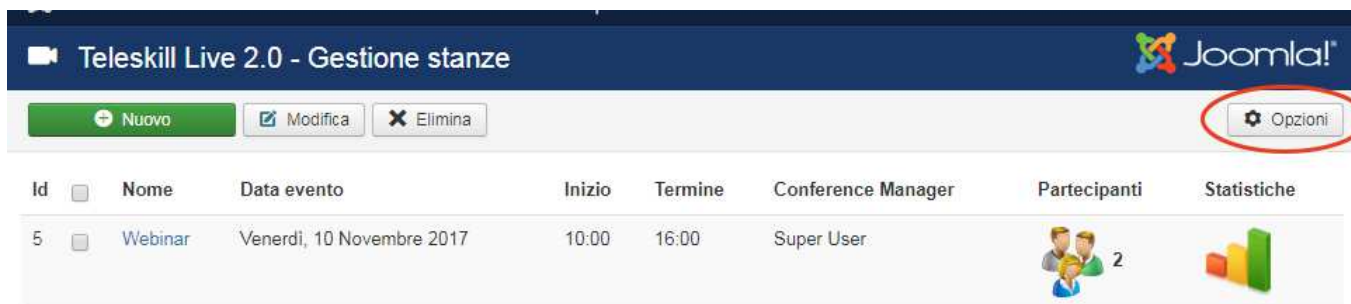 Teleskill Live 2.0 - Gestione stanze
Joomla!
Nuovo Modifica Elimina Opzioni
Id Nome Data evento Inizio Termine Conference Manager Partecipanti Statistiche
5 Webinar Venerdì, 10 Novembre 2017 10:00 16:00 Super User 2